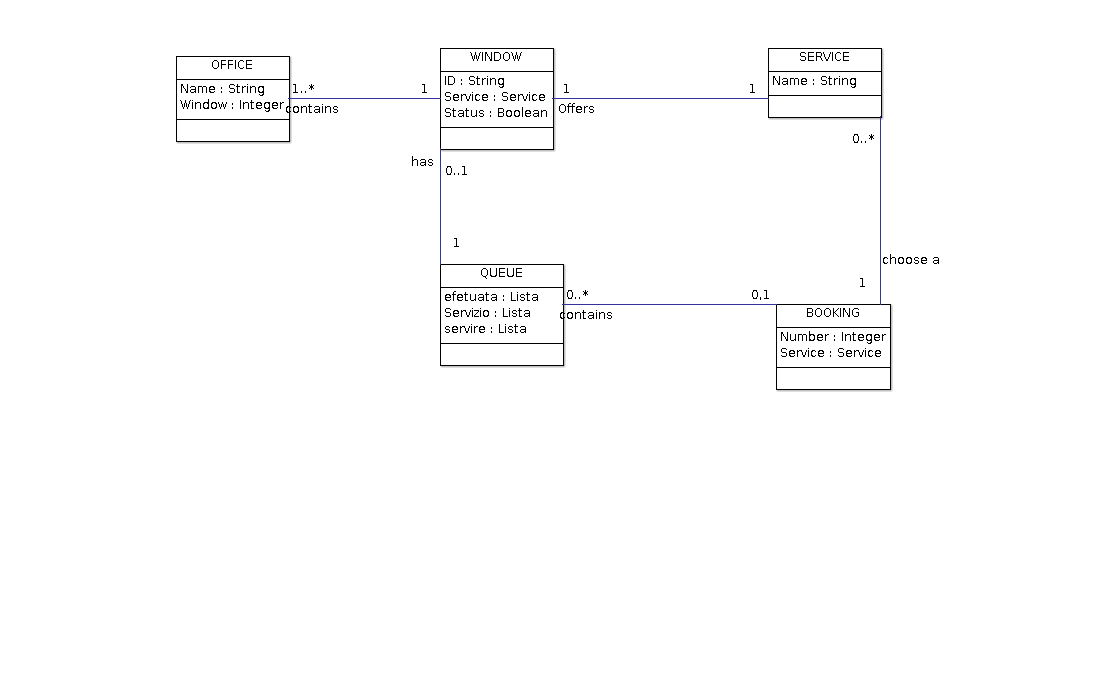 OFFICE
Name : String
Window : Integer
1..*
contains
1
WINDOW
ID : String
Service : Service
Status : Boolean
1
Offers
1
SERVICE
Name : String
has
0..1
1
0..*
choose a
1
QUEUE
efetuata : Lista
Servizio : Lista
servire : Lista
0..*
contains
0,1
BOOKING
Number : Integer
Service : Service